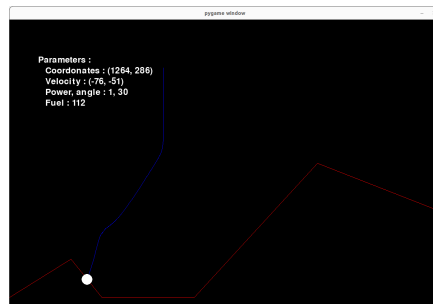 pygame window
Parameters :
Coordonates : (1264, 286)
Velocity : (-76, -51)
Power, angle : 1, 30
Fuel : 112